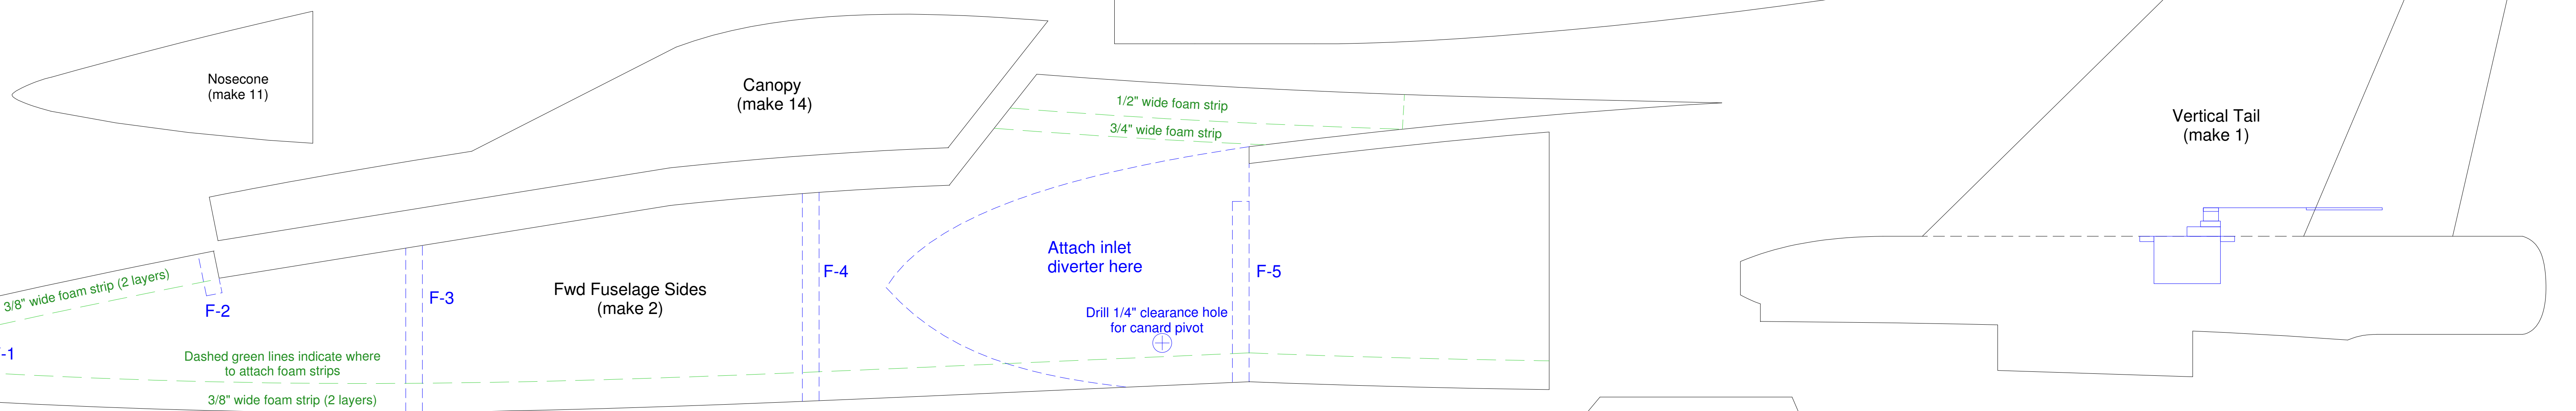 Nosecone
(make 11)
Canopy
(make 14)
1/2" wide foam strip
3/4" wide foam strip
Vertical Tail
(make 1)
Attach inlet
diverter here
F-5
F-4
3/8" wide foam strip (2 layers)
F-2
F-3
Fwd Fuselage Sides
(make 2)
Drill 1/4" clearance hole
for canard pivot
-1
Dashed green lines indicate where
to attach foam strips
3/8" wide foam strip (2 layers)